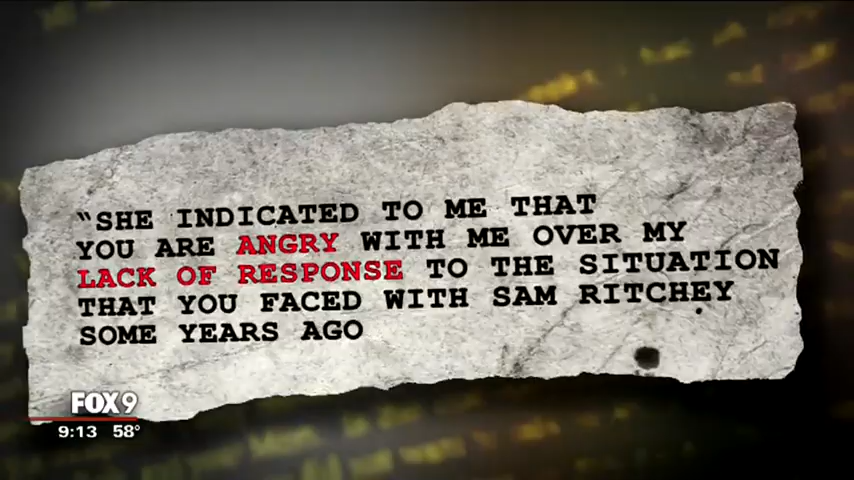 “SHE INDICATED TO ME THAT
YOU ARE ANGRY WITH ME OVER MY
LACK OF RESPONSE TO THE SITUATION
THAT YOU FACED WITH SAM RITCHEY
SOME YEARS AGO
FOX9
9:13 58°